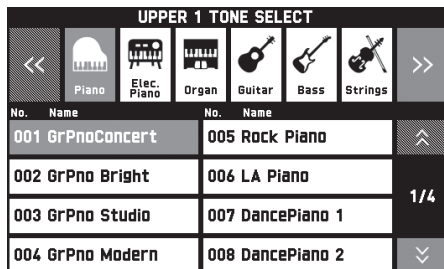 UPPER 1 TONE SELECT
<< Piano Elec. Piano Organ Guitar Bass Strings >>
No. Name No. Name
001 GrPnoConcert 005 Rock Piano
002 GrPno Bright 006 LA Piano
1/4
003 GrPno Studio 007 DancePiano 1
004 GrPno Modern 008 DancePiano 2